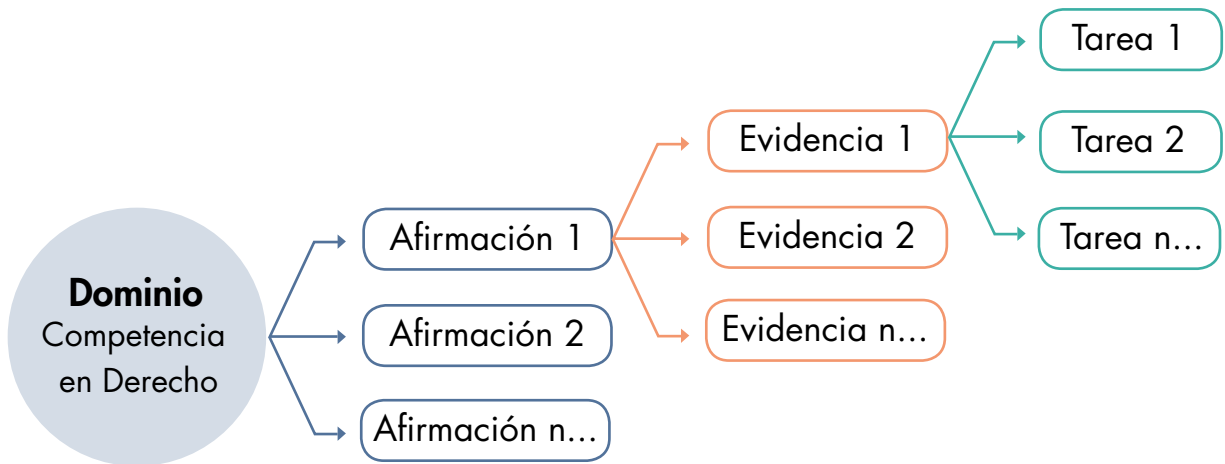 Dominio
Competencia
en Derecho
Afirmación 1
Afirmación 2
Afirmación n...
Evidencia 1
Evidencia 2
Evidencia n...
Tarea 1
Tarea 2
Tarea n...